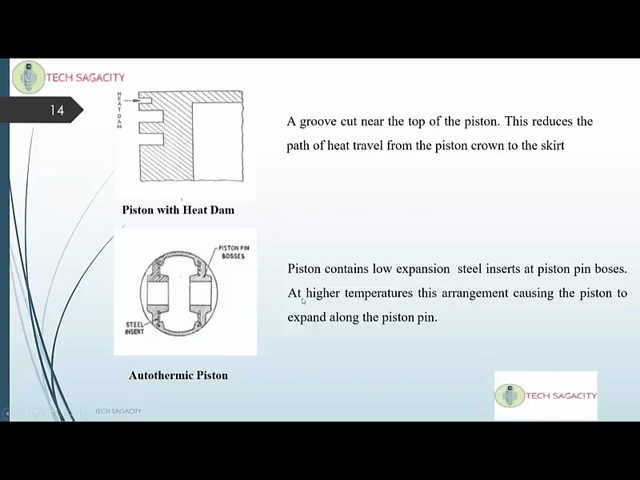 TECH SAGACITY
14
HEAT DAM
A groove cut near the top of the piston. This reduces the
path of heat travel from the piston crown to the skirt
Piston with Heat Dam
PISTON PIN
BOSSES
Piston contains low expansion steel inserts at piston pin boses.
At higher temperatures this arrangement causing the piston to
expand along the piston pin.
STEEL
INSERT
Autothermic Piston
TECH SAGACITY
TECH SAGACITY